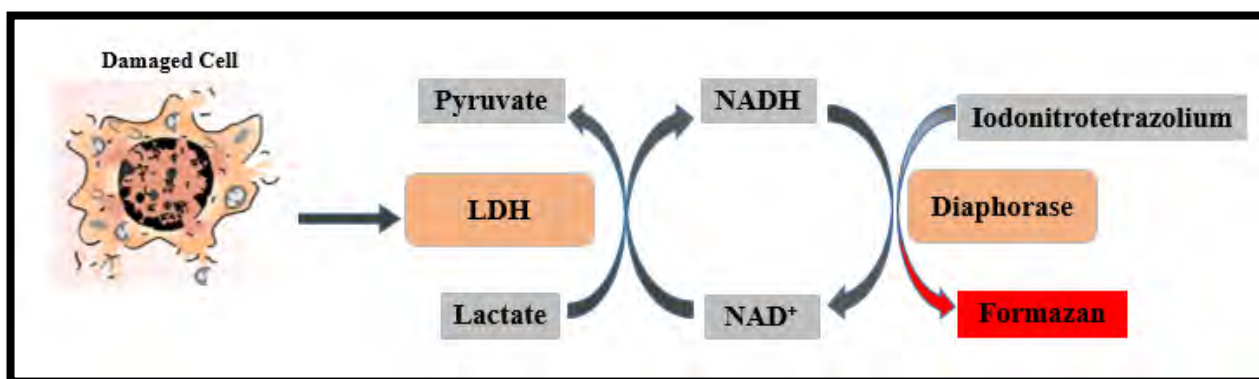 Damaged Cell
Pyruvate
NADH
Iodonitrotetrazolium
LDH
Diaphorase
Lactate
NAD⁺
Formazan